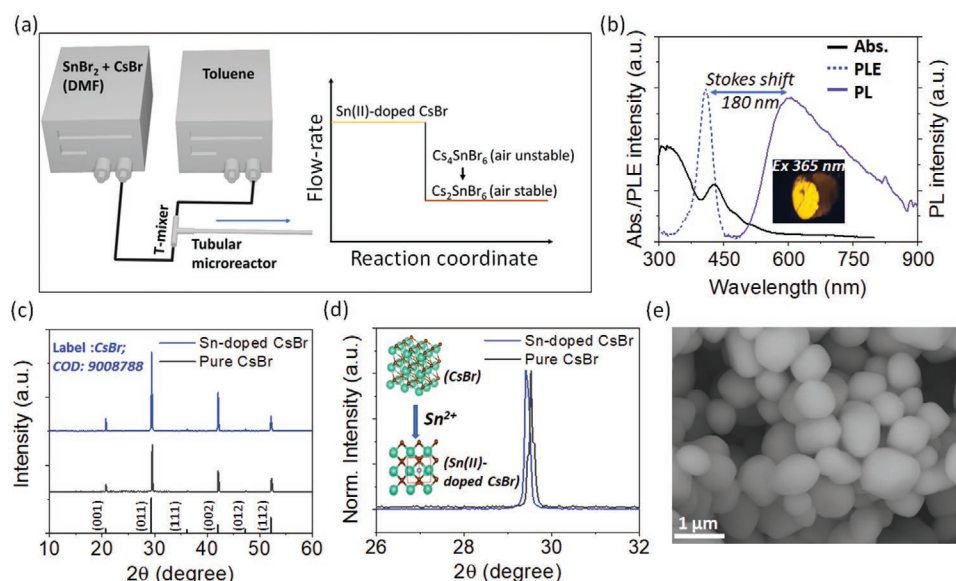 (a)
SnBr2 + CsBr
(DMF)
Toluene
T-mixer
Tubular
microreactor
Flow-rate
Sn(II)-doped CsBr
Cs4SnBr6 (air unstable)
Cs2SnBr6 (air stable)
Reaction coordinate
(b)
Abs./PLE intensity (a.u.)
Abs.
PLE
PL
Stokes shift
180 nm
Ex 365 nm
PL intensity (a.u.)
300 450 600 750 900
Wavelength (nm)
(c)
Intensity (a.u.)
Label :CsBr;
COD: 9008788
Sn-doped CsBr
Pure CsBr
(001)
(011)
(111)
(002)
(012)
(112)
10 20 30 40 50 60
2θ (degree)
(d)
Norm. Intensity (a.u.)
Sn-doped CsBr
Pure CsBr
(CsBr)
Sn2+
(Sn(II)-
doped CsBr)
26 28 30 32
2θ (degree)
(e)
1 μm